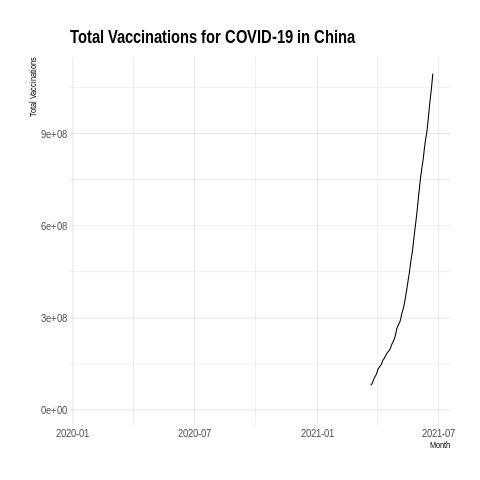 Total Vaccinations for COVID-19 in China
Total Vaccinations
9e+08
6e+08
3e+08
0e+00
2020-01 2020-07 2021-01 2021-07
Month